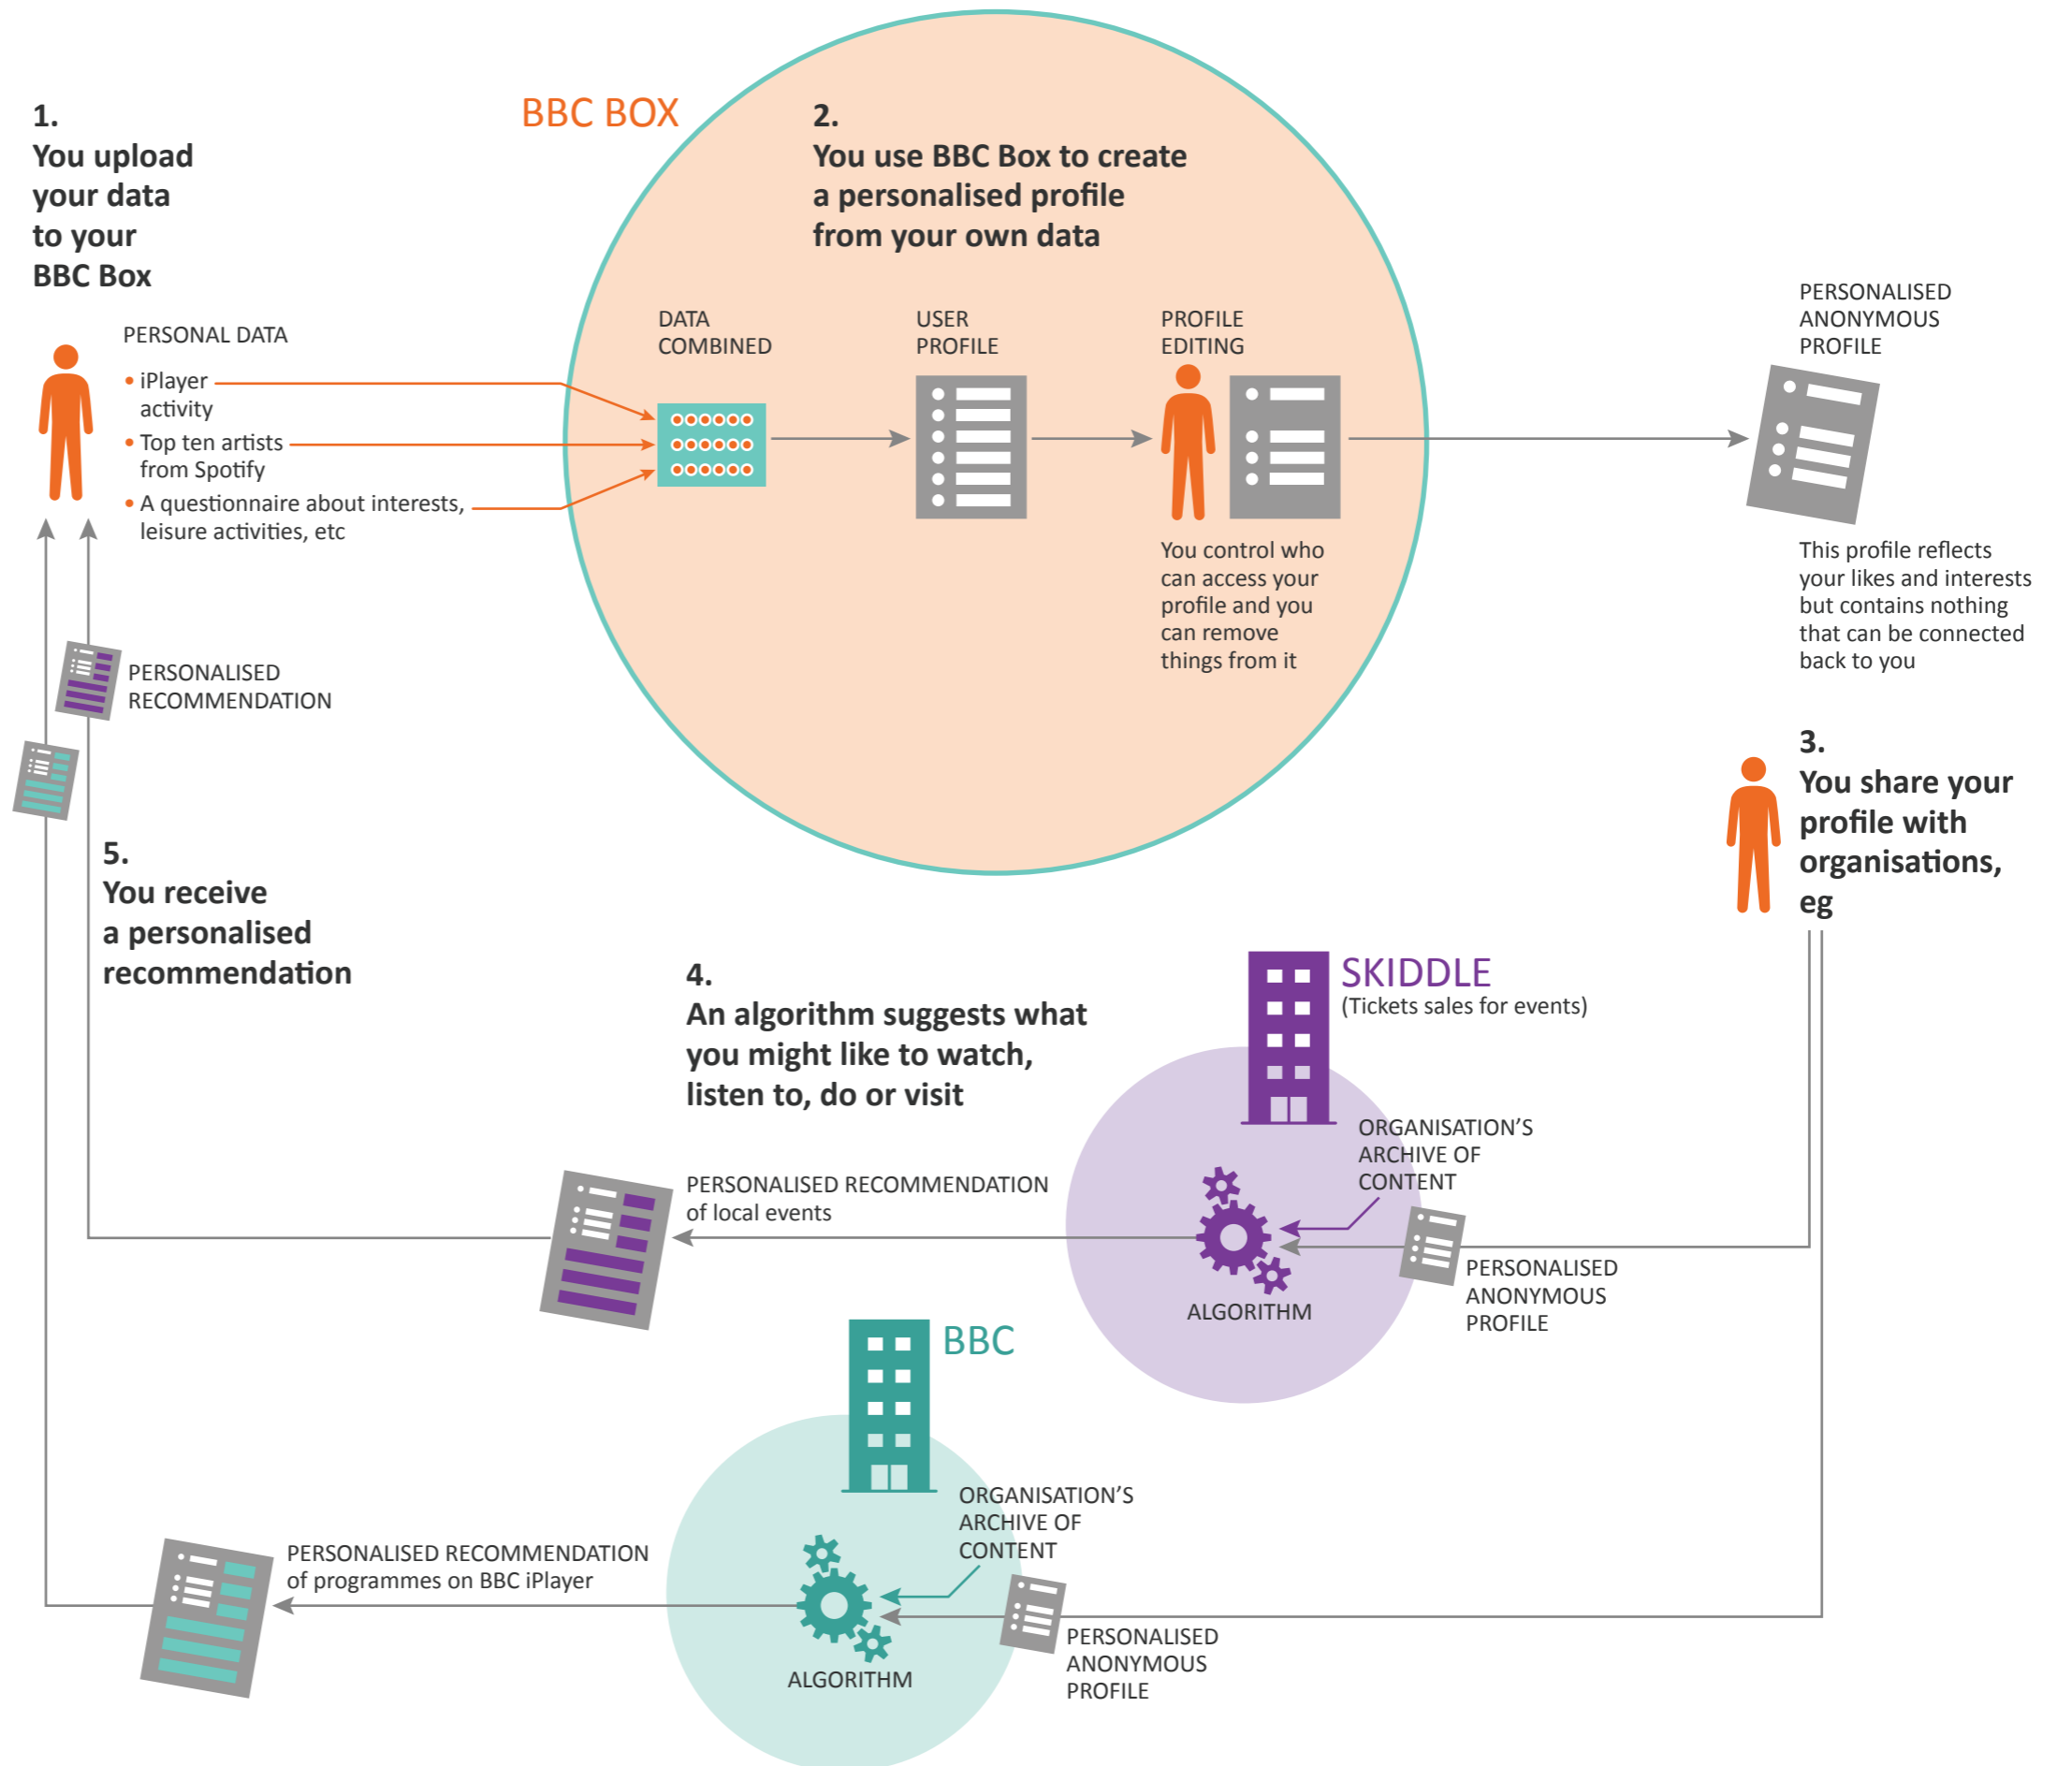 1.
You upload
your data
to your
BBC Box
PERSONAL DATA
• iPlayer
activity
• Top ten artists
from Spotify
• A questionnaire about interests,
leisure activities, etc
BBC BOX
2.
You use BBC Box to create
a personalised profile
from your own data
DATA
COMBINED
USER
PROFILE
PROFILE
EDITING
You control who
can access your
profile and you
can remove
things from it
PERSONALISED
ANONYMOUS
PROFILE
This profile reflects
your likes and interests
but contains nothing
that can be connected
back to you
3.
You share your
profile with
organisations,
eg
SKIDDLE
(Tickets sales for events)
ORGANISATION’S
ARCHIVE OF
CONTENT
ALGORITHM
PERSONALISED
ANONYMOUS
PROFILE
BBC
ORGANISATION’S
ARCHIVE OF
CONTENT
ALGORITHM
PERSONALISED
ANONYMOUS
PROFILE
4.
An algorithm suggests what
you might like to watch,
listen to, do or visit
PERSONALISED RECOMMENDATION
of local events
PERSONALISED RECOMMENDATION
of programmes on BBC iPlayer
5.
You receive
a personalised
recommendation
PERSONALISED
RECOMMENDATION